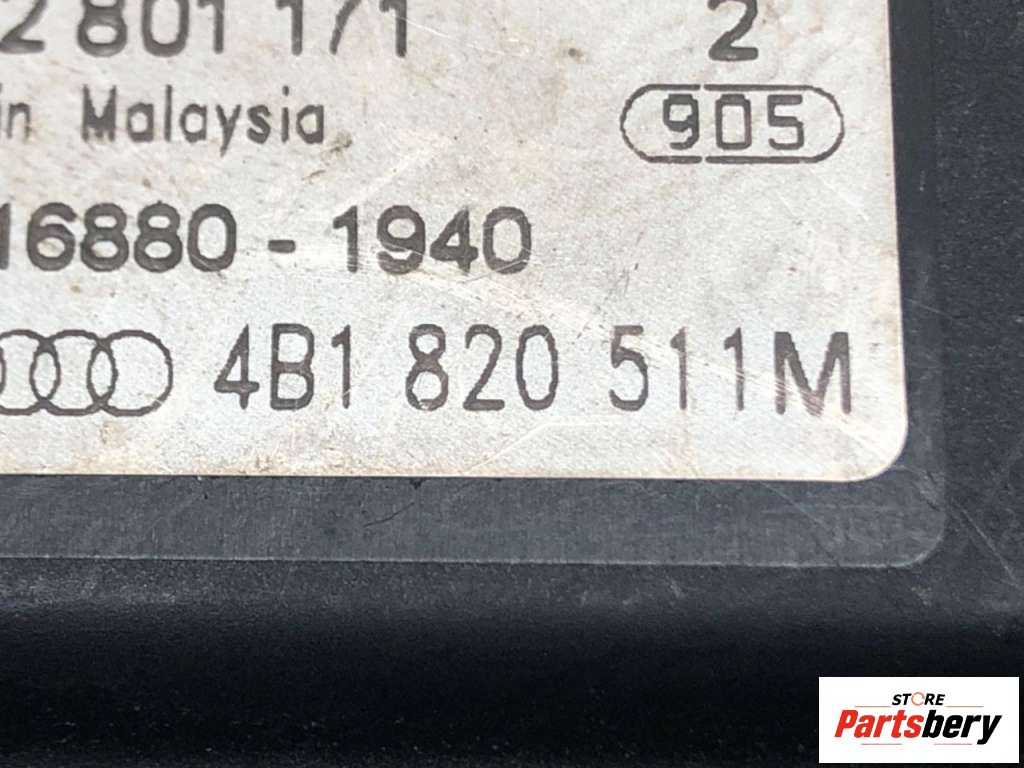 2 801 1/1 2
in Malaysia 905
16880 - 1940
4B1 820 511M
STORE
Partsbery